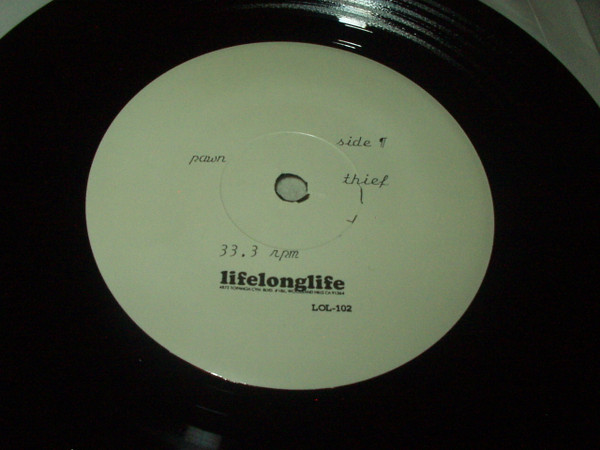 side ¶
pawn
thief
33.3 rpm
lifelonglife
LOL-102